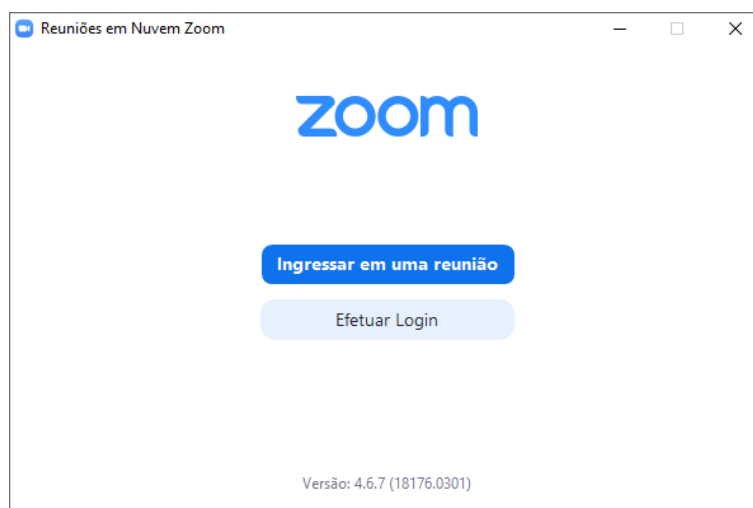 Reuniões em Nuvem Zoom
zoom
Ingressar em uma reunião
Efetuar Login
Versão: 4.6.7 (18176.0301)